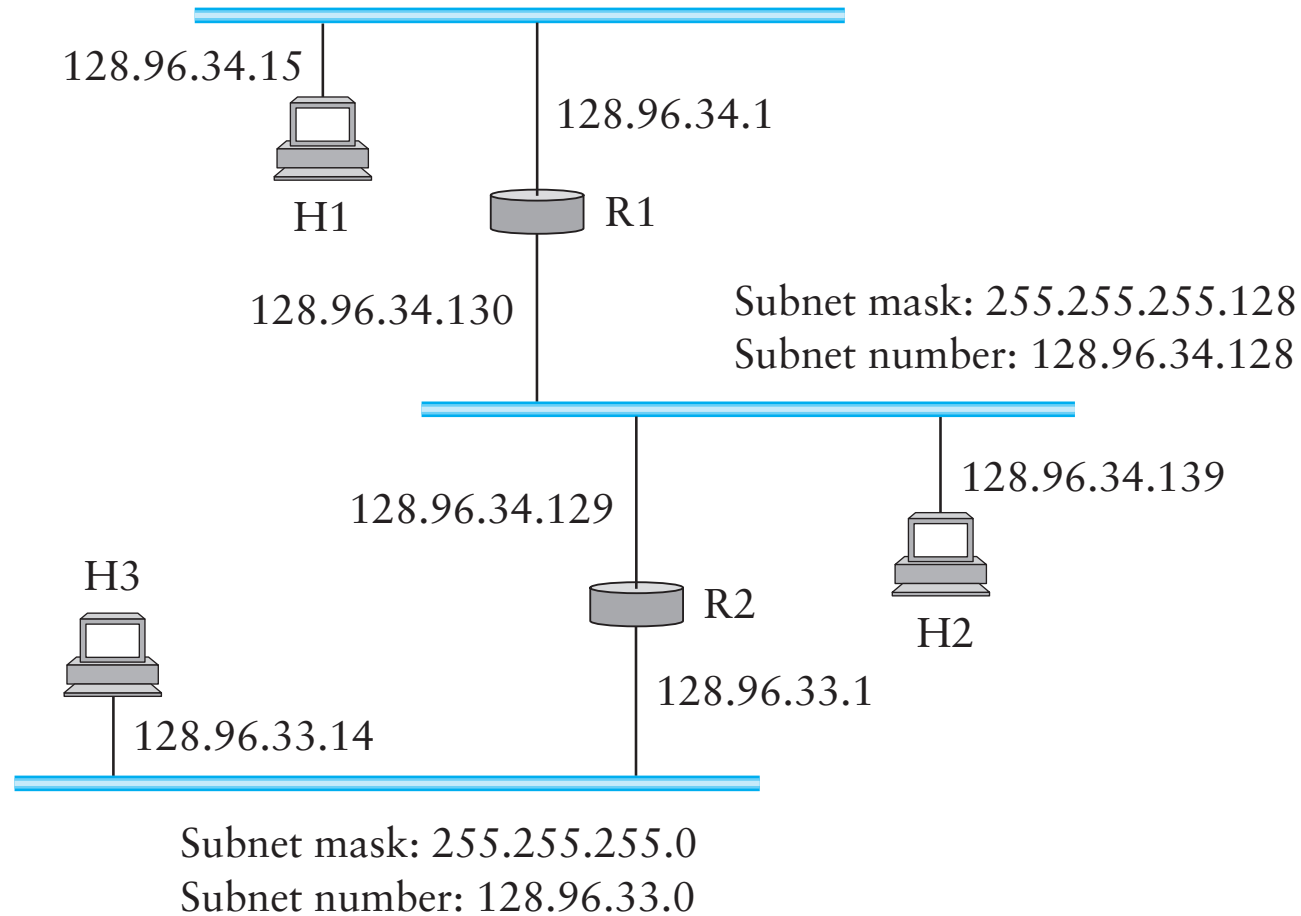 128.96.34.15
128.96.34.1
H1
R1
128.96.34.130
Subnet mask: 255.255.255.128
Subnet number: 128.96.34.128
128.96.34.139
128.96.34.129
H3
R2
H2
128.96.33.1
128.96.33.14
Subnet mask: 255.255.255.0
Subnet number: 128.96.33.0